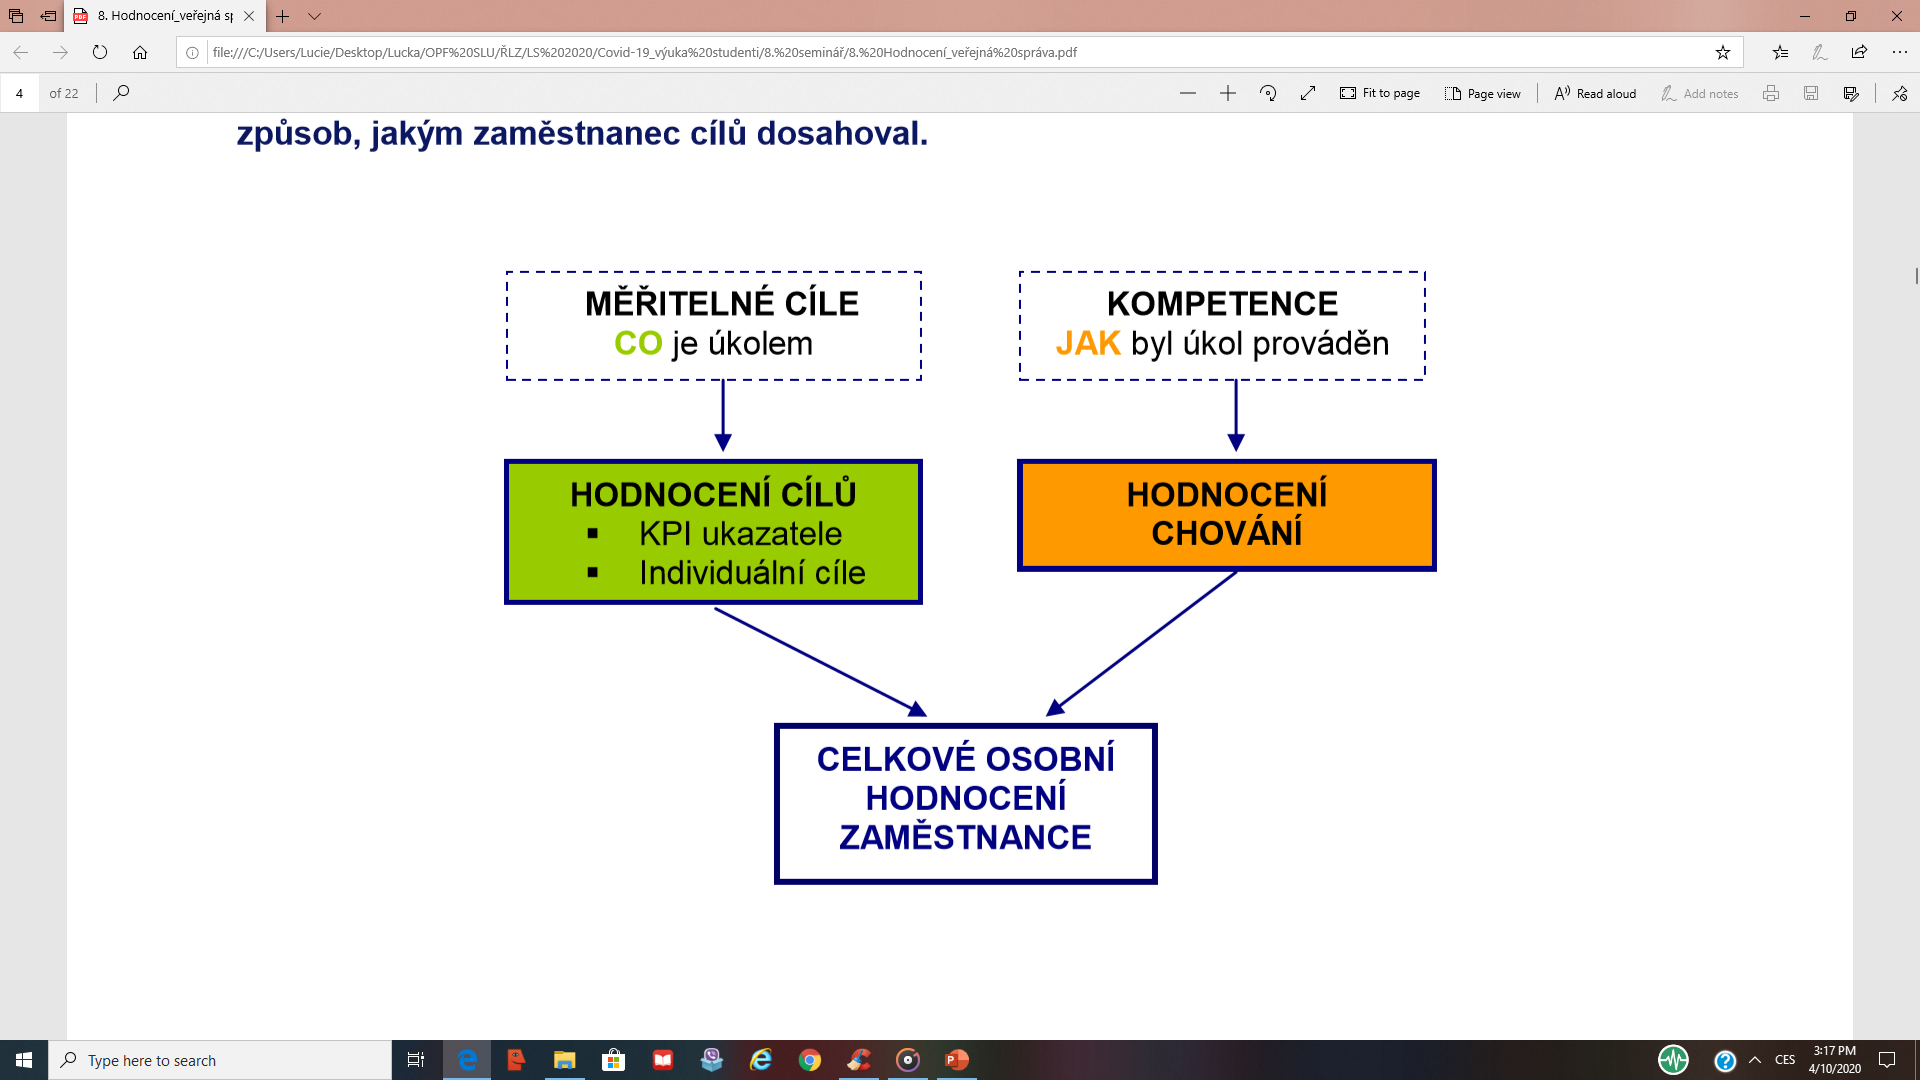 8. Hodnocení_veřejná sp
file:///C:/Users/Lucie/Desktop/Lucka/OPF%20SLU/ŘLZ/LS%202020/Covid-19_výuka%20studenti/8.%20seminář/8.%20Hodnocení_veřejná%20správa.pdf
4 of 22
Fit to page
Page view
Read aloud
Add notes
způsob, jakým zaměstnanec cílů dosahoval.
MĚŘITELNÉ CÍLE
CO je úkolem
KOMPETENCE
JAK byl úkol prováděn
HODNOCENÍ CÍLŮ
▪ KPI ukazatele
▪ Individuální cíle
HODNOCENÍ
CHOVÁNÍ
CELKOVÉ OSOBNÍ
HODNOCENÍ
ZAMĚSTNANCE
Type here to search
CES
3:17 PM
4/10/2020